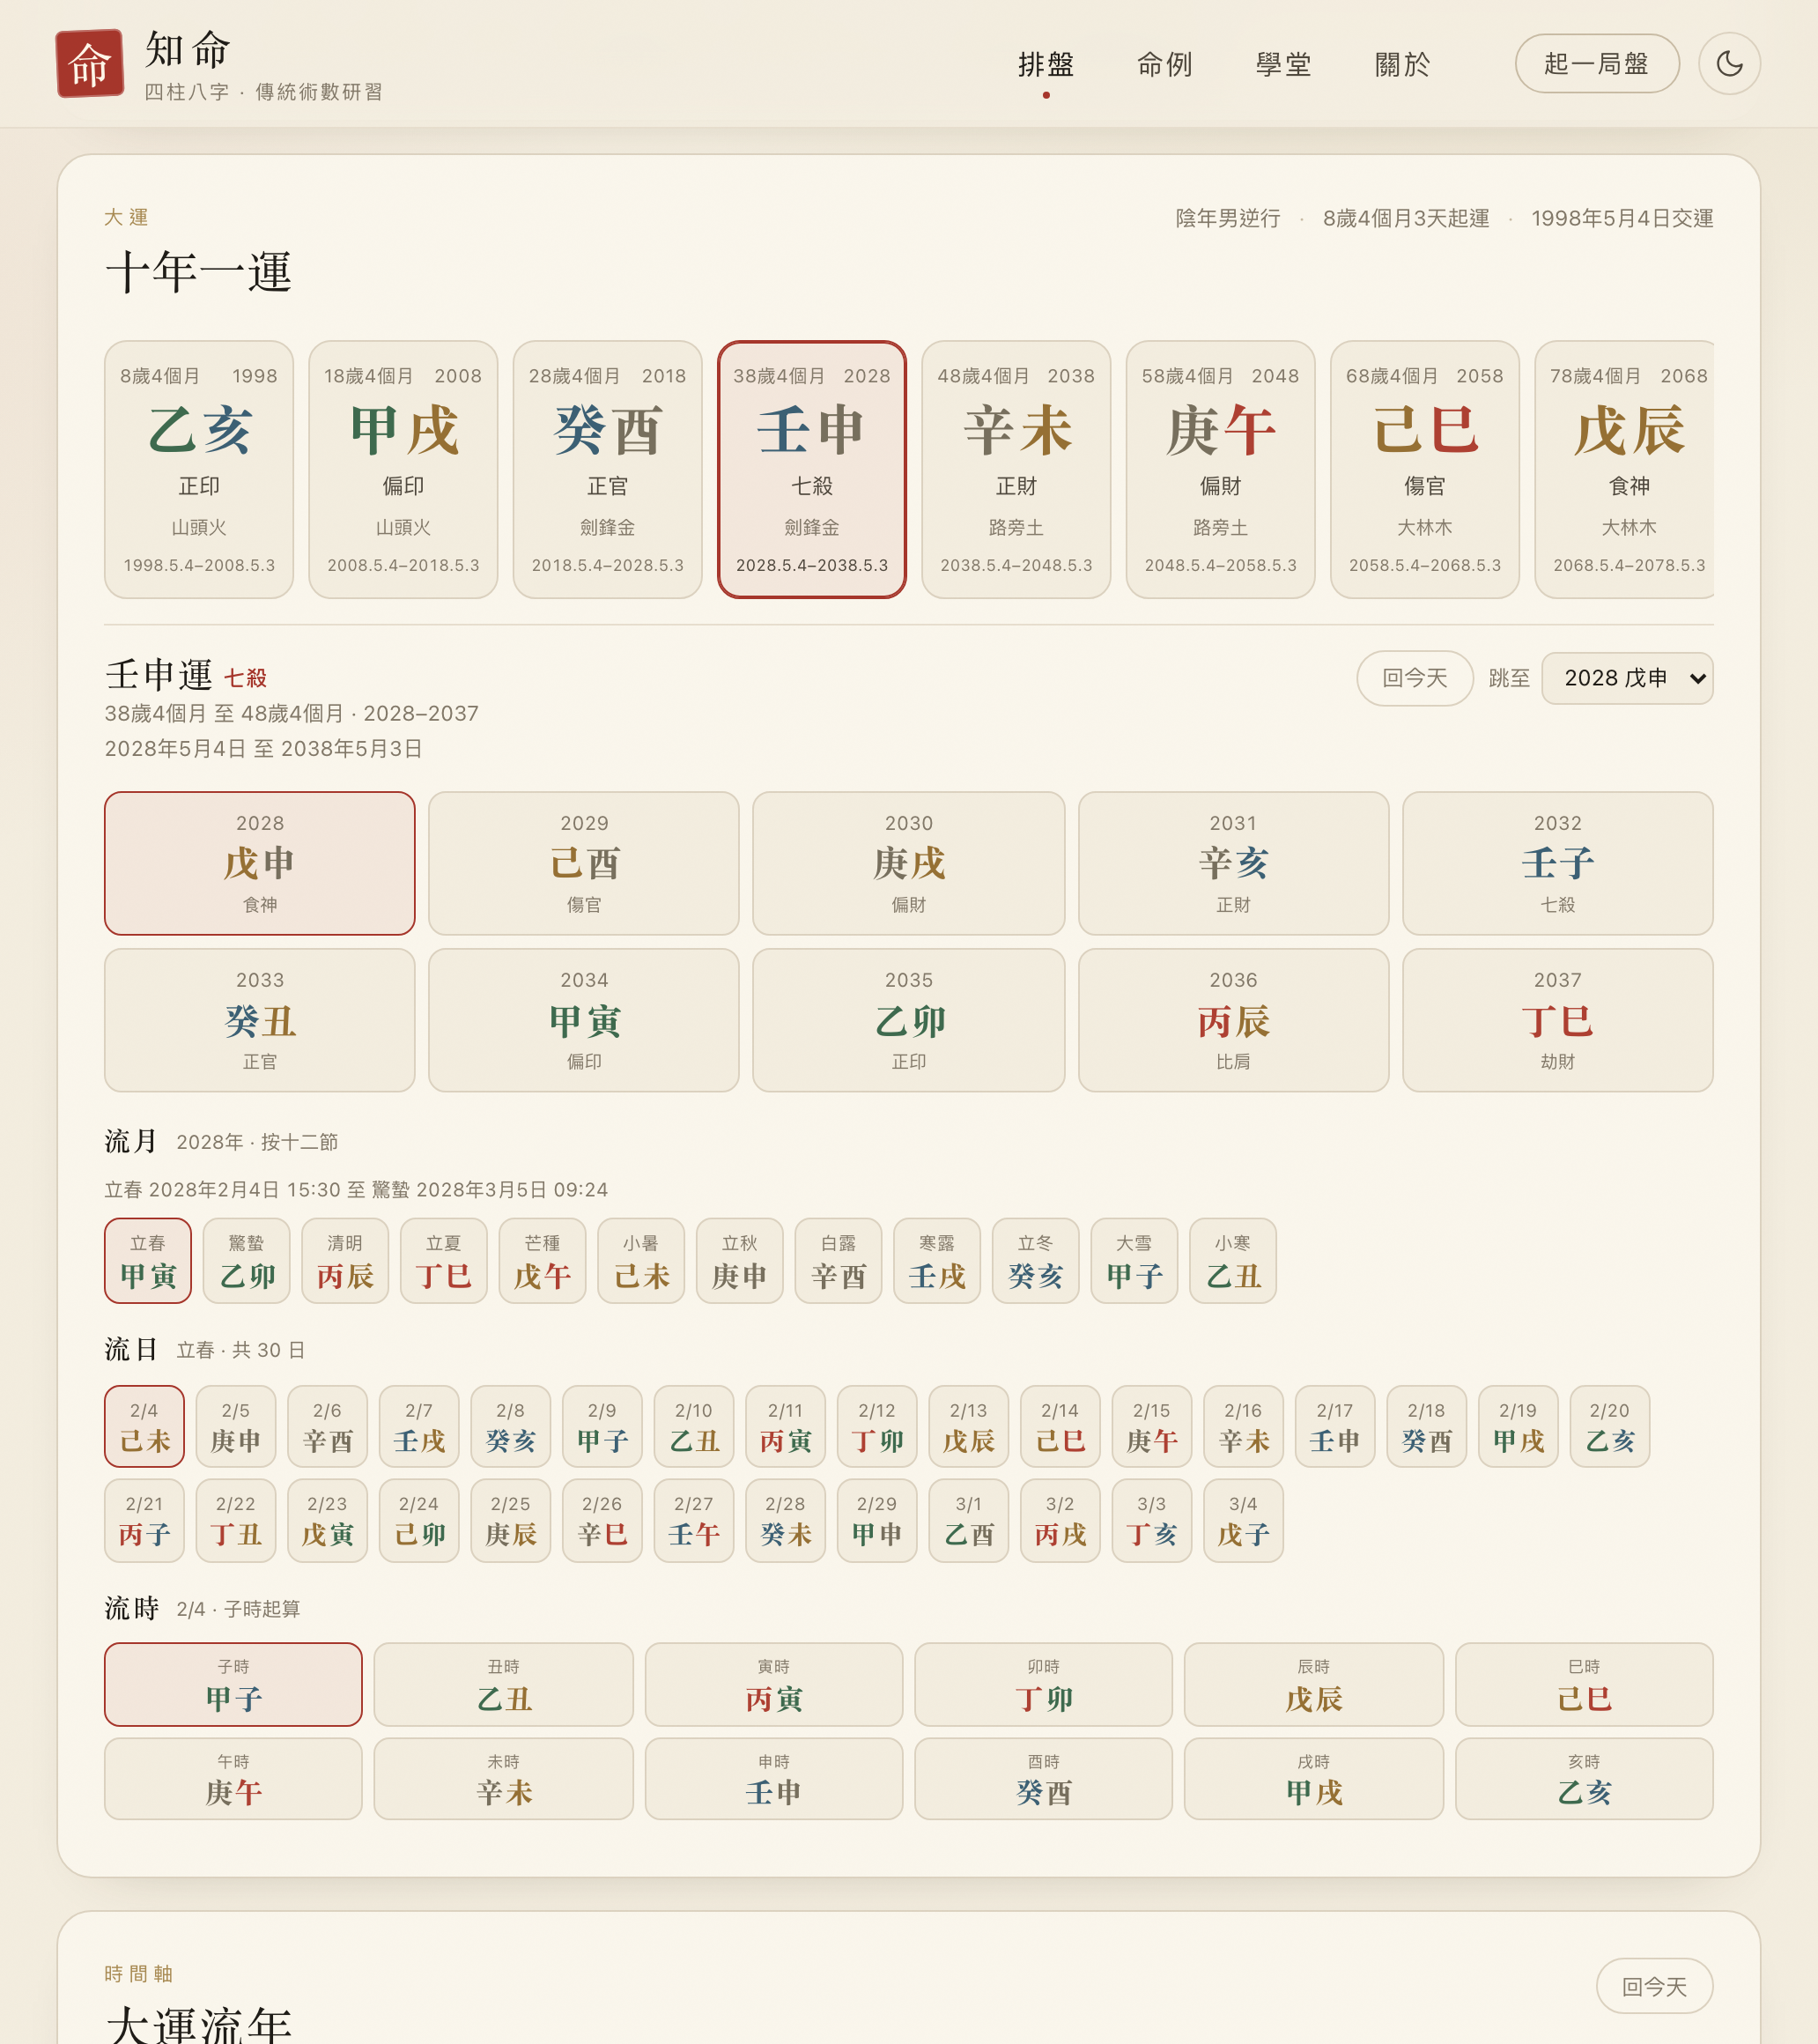 命
知命
四柱八字 · 傳統術數研習
排盤 命例 學堂 關於 起一局盤
大運
陰年男逆行 · 8歲4個月3天起運 · 1998年5月4日交運
十年一運
8歲4個月 1998 18歲4個月 2008 28歲4個月 2018 38歲4個月 2028 48歲4個月 2038 58歲4個月 2048 68歲4個月 2058 78歲4個月 2068
乙亥 甲戌 癸酉 壬申 辛未 庚午 己巳 戊辰
正印 偏印 正官 七殺 正財 偏財 傷官 食神
山頭火 山頭火 劍鋒金 劍鋒金 路旁土 路旁土 大林木 大林木
1998.5.4–2008.5.3 2008.5.4–2018.5.3 2018.5.4–2028.5.3 2028.5.4–2038.5.3 2038.5.4–2048.5.3 2048.5.4–2058.5.3 2058.5.4–2068.5.3 2068.5.4–2078.5.3
壬申運 七殺
回今天 跳至 2028 戊申
38歲4個月 至 48歲4個月 · 2028–2037
2028年5月4日 至 2038年5月3日
2028 2029 2030 2031 2032
戊申 己酉 庚戌 辛亥 壬子
食神 傷官 偏財 正財 七殺
2033 2034 2035 2036 2037
癸丑 甲寅 乙卯 丙辰 丁巳
正官 偏印 正印 比肩 劫財
流月 2028年 · 按十二節
立春 2028年2月4日 15:30 至 驚蟄 2028年3月5日 09:24
立春 驚蟄 清明 立夏 芒種 小暑 立秋 白露 寒露 立冬 大雪 小寒
甲寅 乙卯 丙辰 丁巳 戊午 己未 庚申 辛酉 壬戌 癸亥 甲子 乙丑
流日 立春 · 共 30 日
2/4 2/5 2/6 2/7 2/8 2/9 2/10 2/11 2/12 2/13 2/14 2/15 2/16 2/17 2/18 2/19 2/20
己未 庚申 辛酉 壬戌 癸亥 甲子 乙丑 丙寅 丁卯 戊辰 己巳 庚午 辛未 壬申 癸酉 甲戌 乙亥
2/21 2/22 2/23 2/24 2/25 2/26 2/27 2/28 2/29 3/1 3/2 3/3 3/4
丙子 丁丑 戊寅 己卯 庚辰 辛巳 壬午 癸未 甲申 乙酉 丙戌 丁亥 戊子
流時 2/4 · 子時起算
子時 丑時 寅時 卯時 辰時 巳時
甲子 乙丑 丙寅 丁卯 戊辰 己巳
午時 未時 申時 酉時 戌時 亥時
庚午 辛未 壬申 癸酉 甲戌 乙亥
時間軸
回今天
大運流年